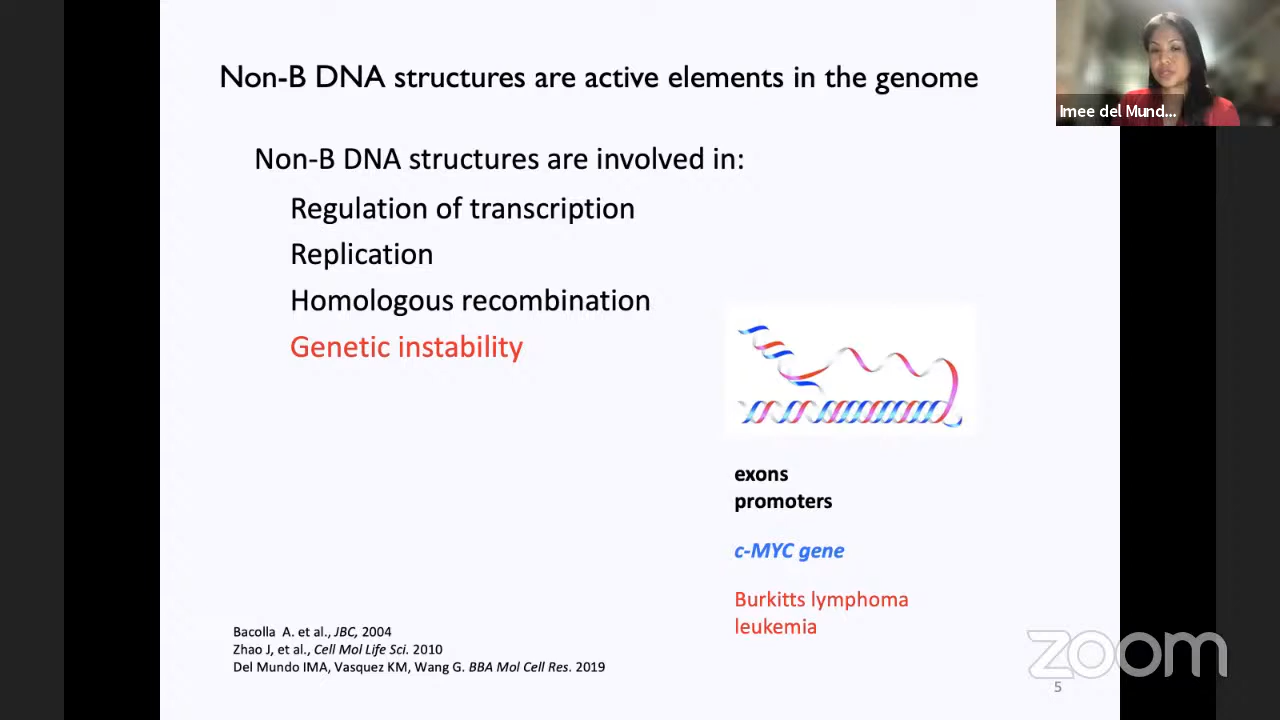 Non-B DNA structures are active elements in the genome
Imee del Mund...
Non-B DNA structures are involved in:
Regulation of transcription
Replication
Homologous recombination
Genetic instability
exons
promoters
c-MYC gene
Burkitts lymphoma
leukemia
Bacolla A. et al., JBC, 2004
Zhao J, et al., Cell Mol Life Sci. 2010
Del Mundo IMA, Vasquez KM, Wang G. BBA Mol Cell Res. 2019
zoom
5